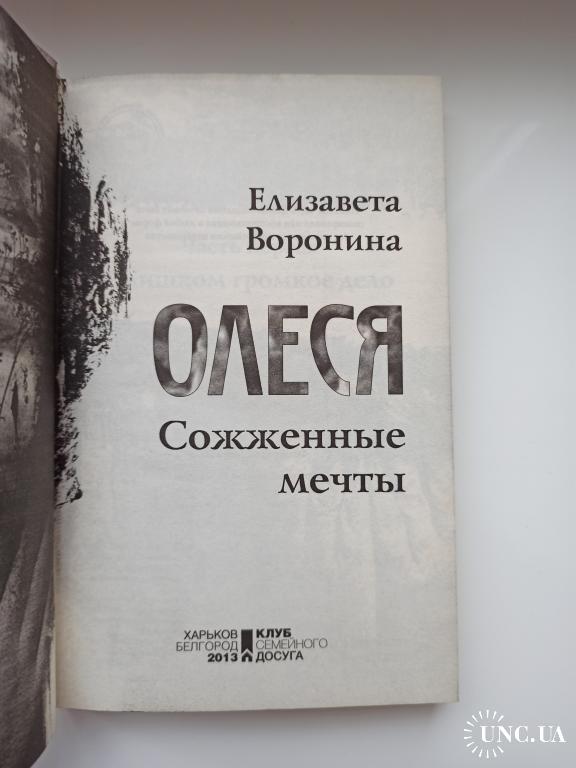 Елизавета
Воронина
ОЛЕСЯ
Сожженные
мечты
ХАРЬКОВ
БЕЛГОРОД
2013
КЛУБ
СЕМЕЙНОГО
ДОСУГА
UNC.UA